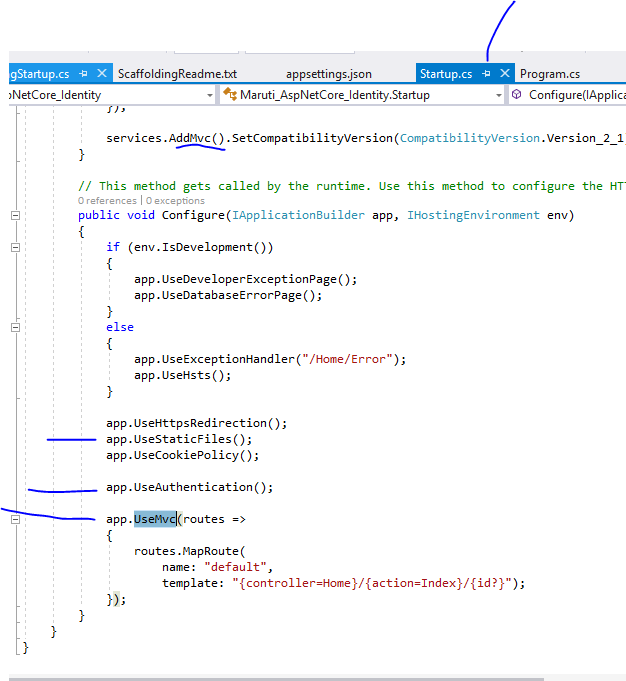 ngStartup.cs
ScaffoldingReadme.txt
appsettings.json
Startup.cs
Program.cs
pNetCore_Identity
Maruti_AspNetCore_Identity.Startup
Configure(IApplica
});
services.AddMvc().SetCompatibilityVersion(CompatibilityVersion.Version_2_1
}
// This method gets called by the runtime. Use this method to configure the HT
0 references | 0 exceptions
public void Configure(IApplicationBuilder app, IHostingEnvironment env)
{
if (env.IsDevelopment())
{
app.UseDeveloperExceptionPage();
app.UseDatabaseErrorPage();
}
else
{
app.UseExceptionHandler("/Home/Error");
app.UseHsts();
}
app.UseHttpsRedirection();
app.UseStaticFiles();
app.UseCookiePolicy();
app.UseAuthentication();
app.UseMvc(routes =>
{
routes.MapRoute(
name: "default",
template: "{controller=Home}/{action=Index}/{id?}");
});
}
}
}